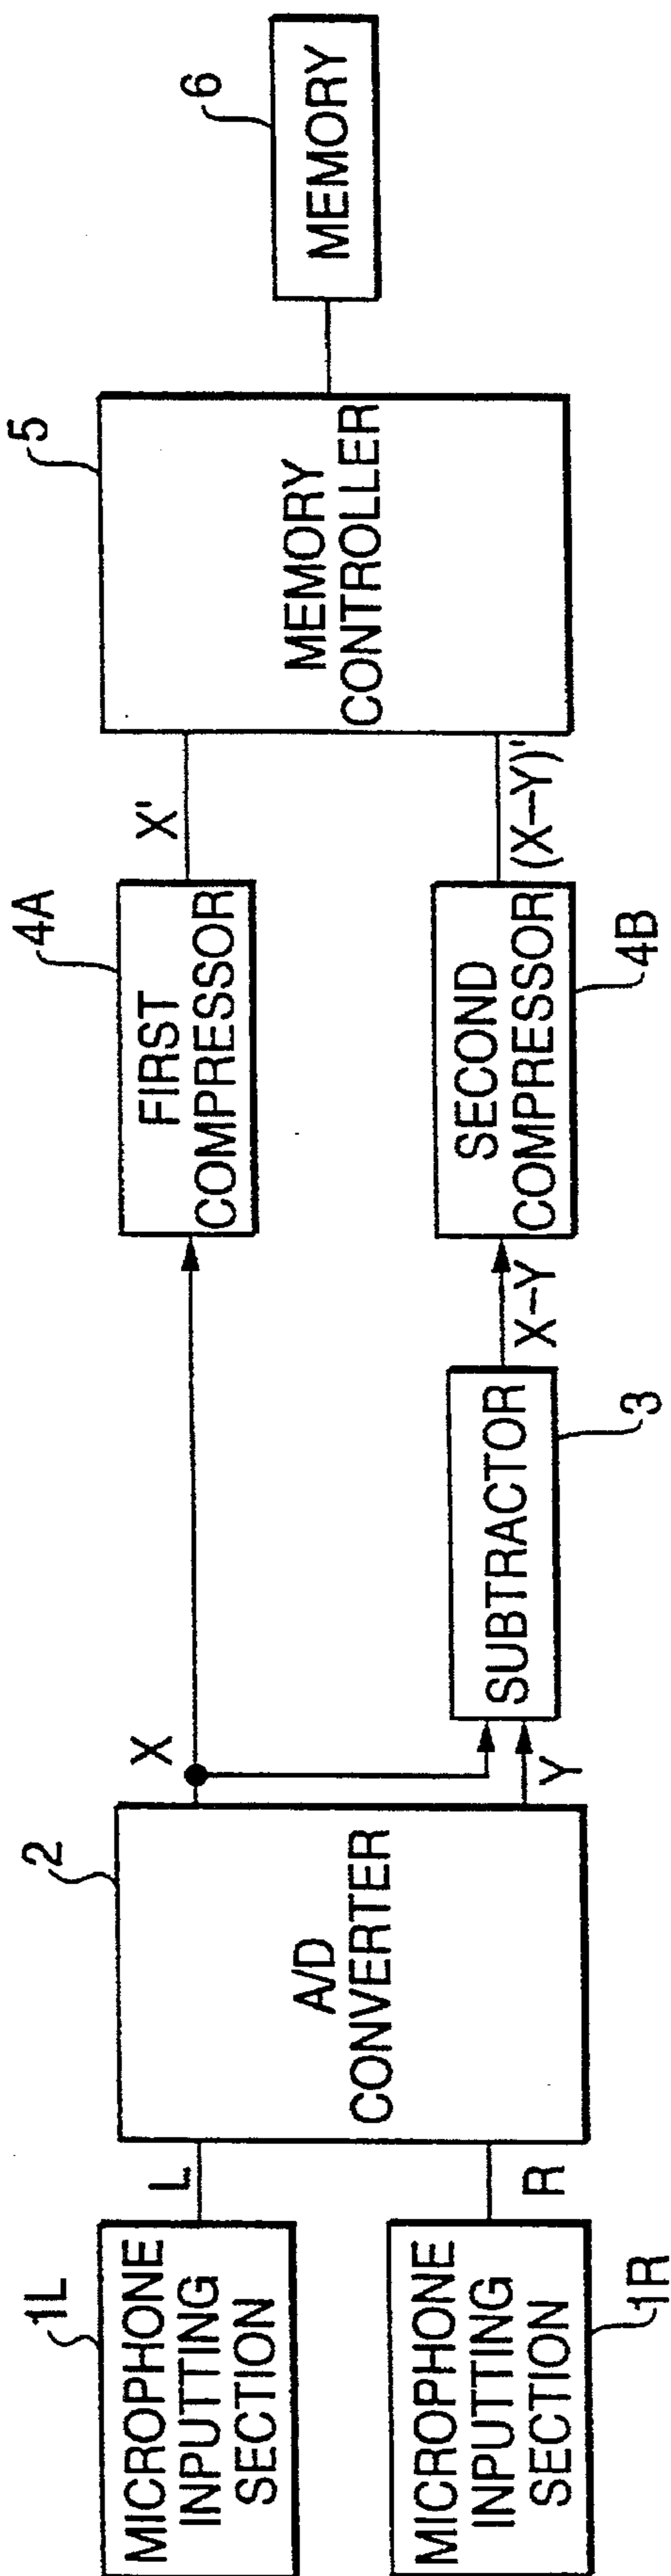 1L
MICROPHONE
INPUTTING
SECTION
L
MICROPHONE
INPUTTING
SECTION
1R
R
2
A/D
CONVERTER
X
Y
SUBTRACTOR
3
X-Y
4A
FIRST
COMPRESSOR
X'
SECOND
COMPRESSOR
4B
(X-Y)'
5
MEMORY
CONTROLLER
6
MEMORY